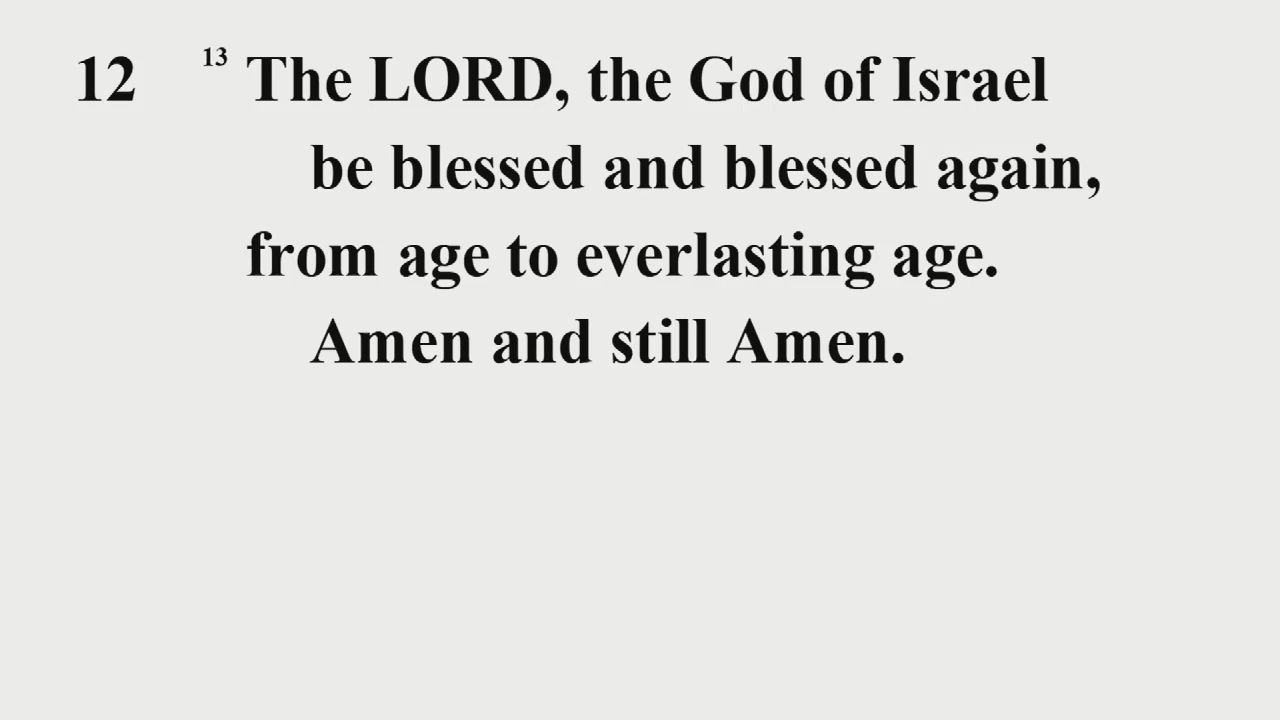 12 13 The LORD, the God of Israel
be blessed and blessed again,
from age to everlasting age.
Amen and still Amen.